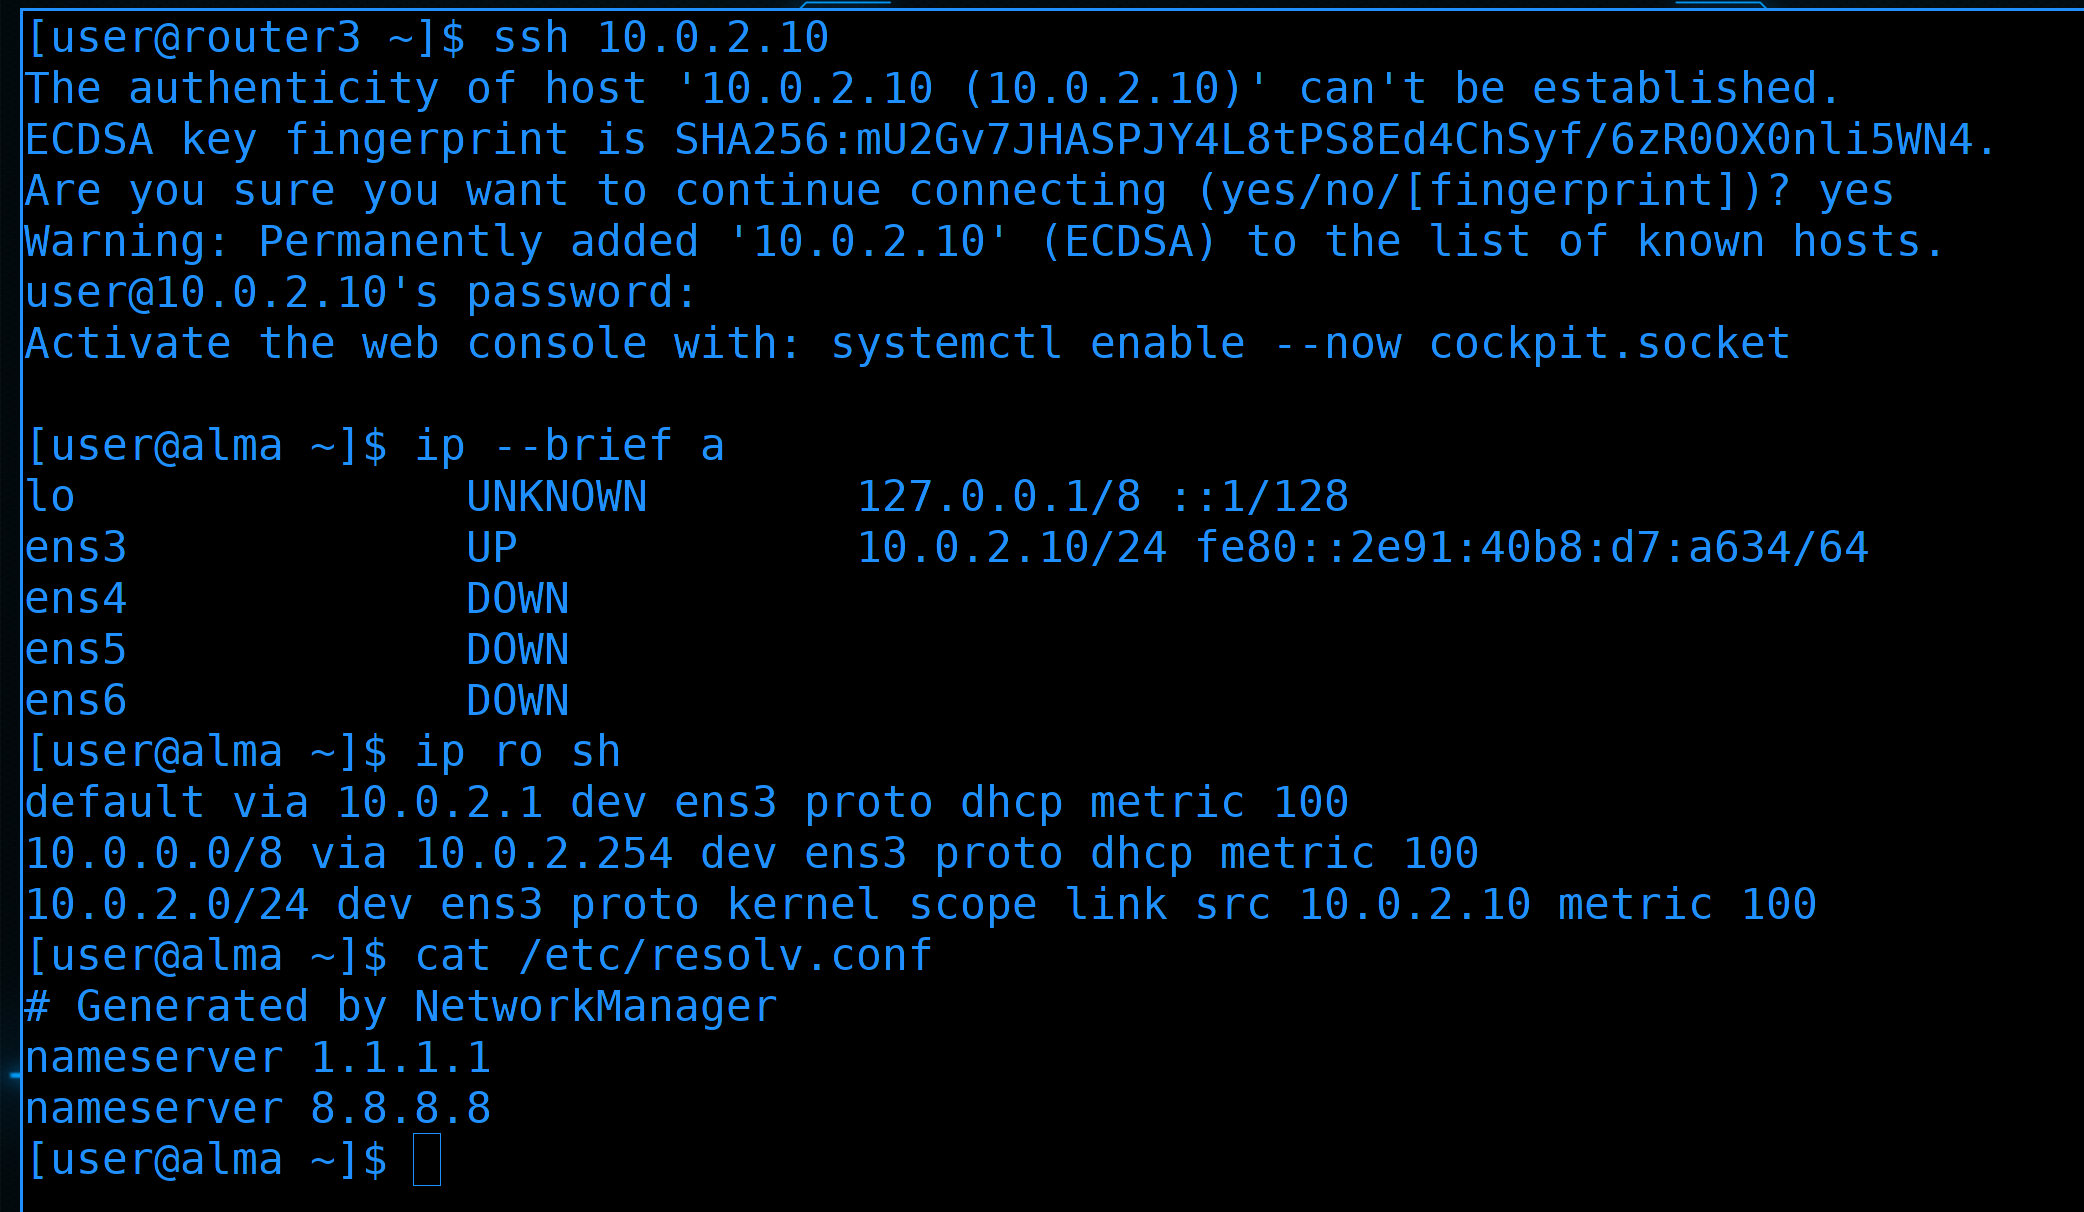 [user@router3 ~]$ ssh 10.0.2.10
The authenticity of host '10.0.2.10 (10.0.2.10)' can't be established.
ECDSA key fingerprint is SHA256:mU2Gv7JHASPJY4L8tPS8Ed4ChSyf/6zR0OX0nli5WN4.
Are you sure you want to continue connecting (yes/no/[fingerprint])? yes
Warning: Permanently added '10.0.2.10' (ECDSA) to the list of known hosts.
user@10.0.2.10's password:
Activate the web console with: systemctl enable --now cockpit.socket
[user@alma ~]$ ip --brief a
lo UNKNOWN 127.0.0.1/8 ::1/128
ens3 UP 10.0.2.10/24 fe80::2e91:40b8:d7:a634/64
ens4 DOWN
ens5 DOWN
ens6 DOWN
[user@alma ~]$ ip ro sh
default via 10.0.2.1 dev ens3 proto dhcp metric 100
10.0.0.0/8 via 10.0.2.254 dev ens3 proto dhcp metric 100
10.0.2.0/24 dev ens3 proto kernel scope link src 10.0.2.10 metric 100
[user@alma ~]$ cat /etc/resolv.conf
# Generated by NetworkManager
nameserver 1.1.1.1
nameserver 8.8.8.8
[user@alma ~]$